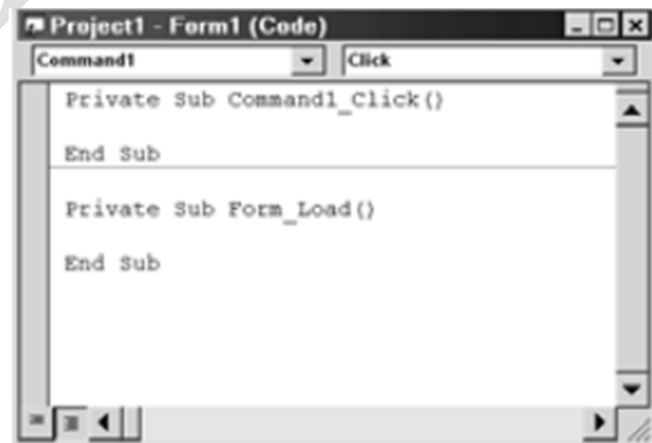 Project1 - Form1 (Code)
Command1 Click
Private Sub Command1_Click()
End Sub
Private Sub Form_Load()
End Sub